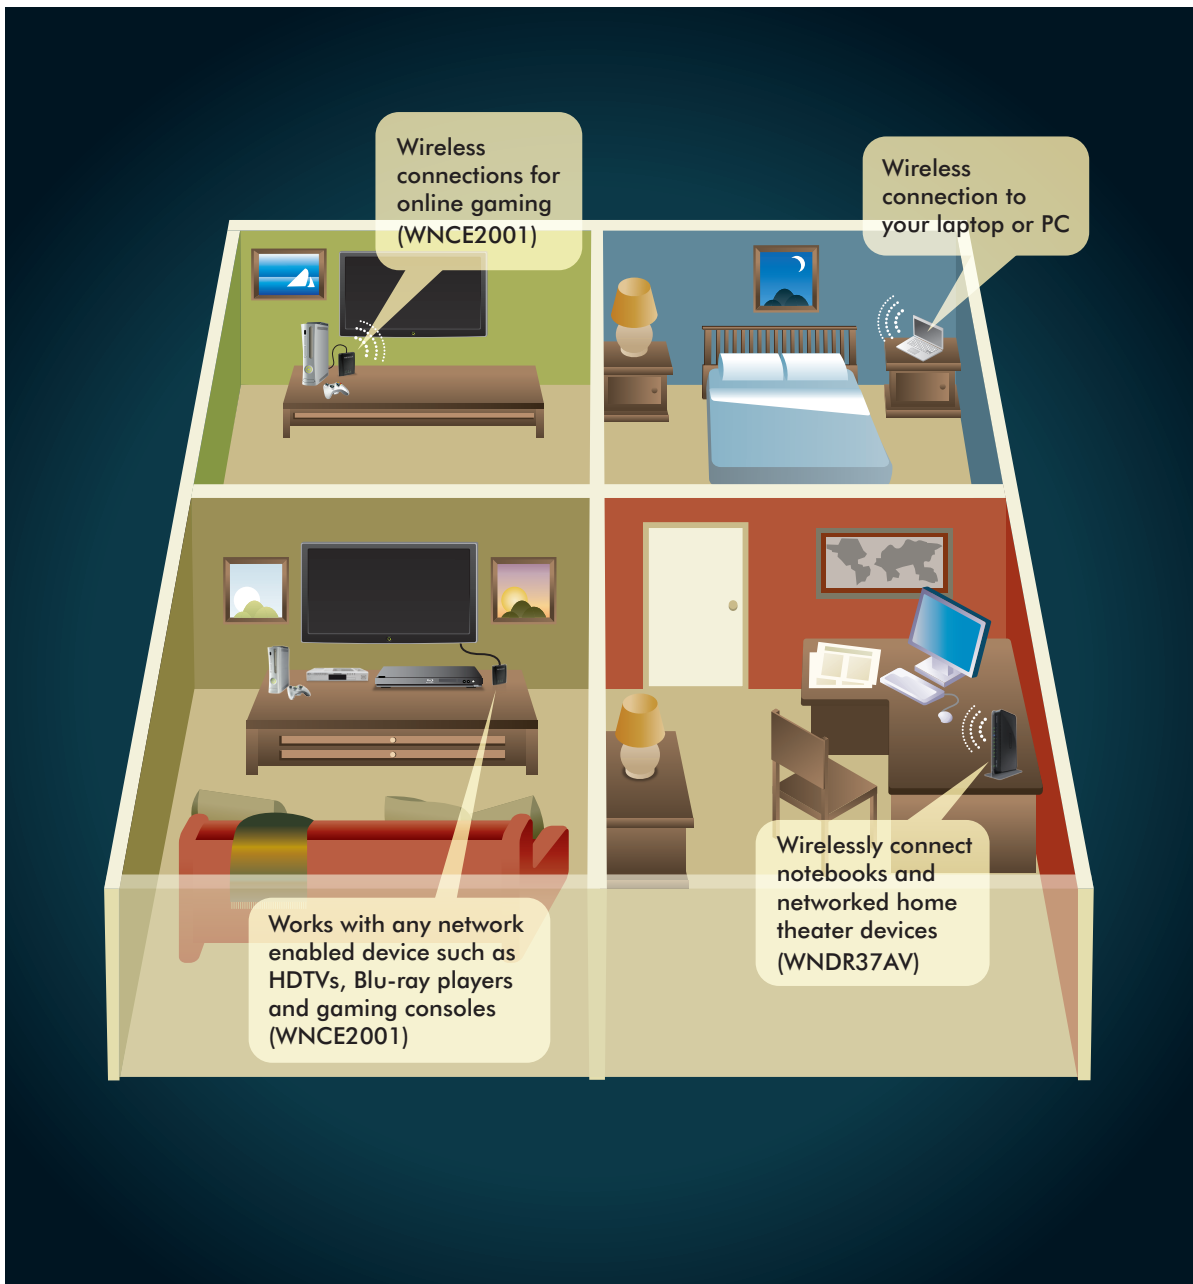 Wireless
connections for
online gaming
(WNCE2001)
Wireless
connection to
your laptop or PC
Works with any network
enabled device such as
HDTVs, Blu-ray players
and gaming consoles
(WNCE2001)
Wirelessly connect
notebooks and
networked home
theater devices
(WNDR37AV)